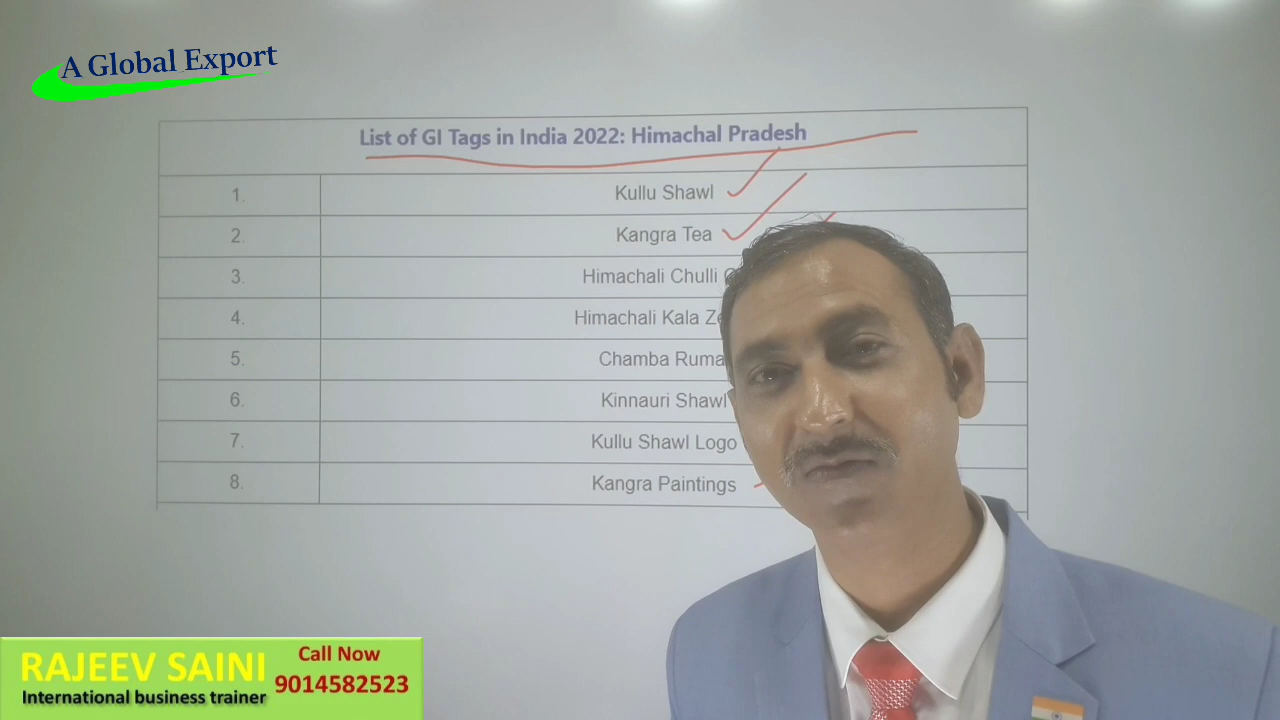 A Global Export
List of GI Tags in India 2022: Himachal Pradesh
1. Kullu Shawl
2. Kangra Tea
3. Himachali Chulli
4. Himachali Kala
5. Chamba
6. Kinnauri Shawl
7. Kullu Shawl Logo
8. Kangra Paintings
RAJEEV SAINI
International business trainer
Call Now
9014582523